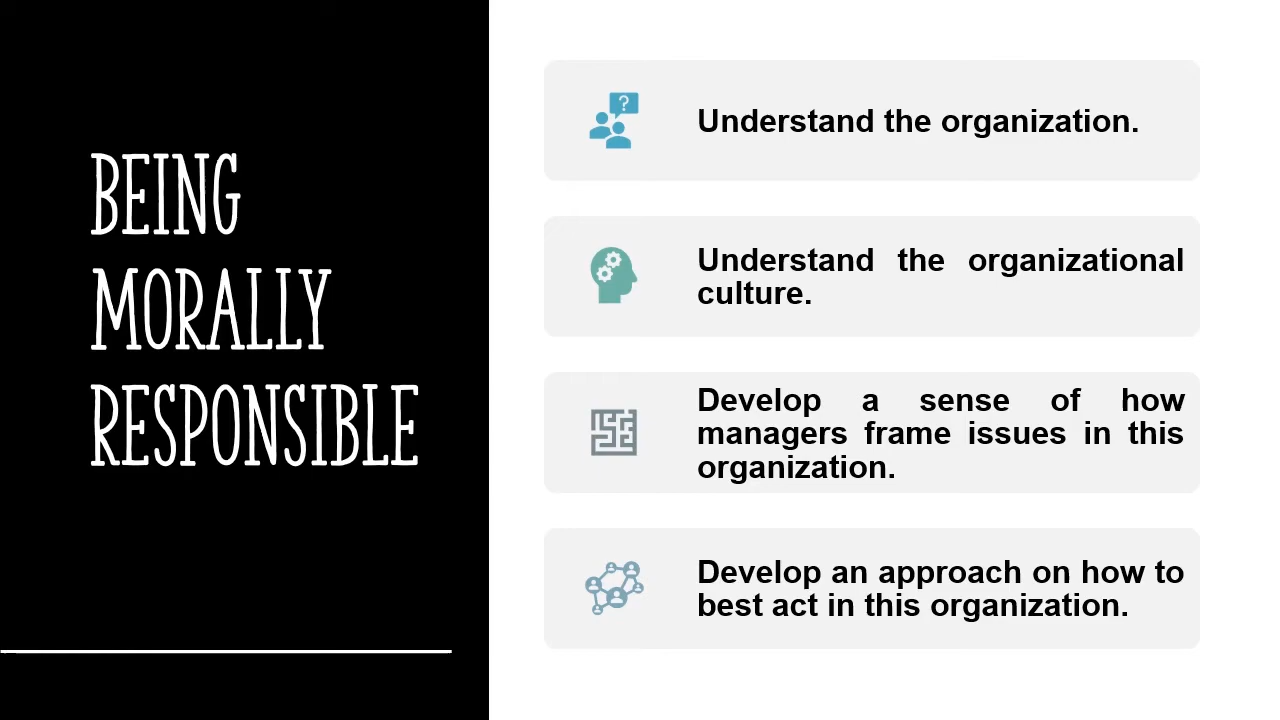 BEING
MORALLY
RESPONSIBLE
?
Understand the organization.
Understand the organizational
culture.
Develop a sense of how
managers frame issues in this
organization.
Develop an approach on how to
best act in this organization.